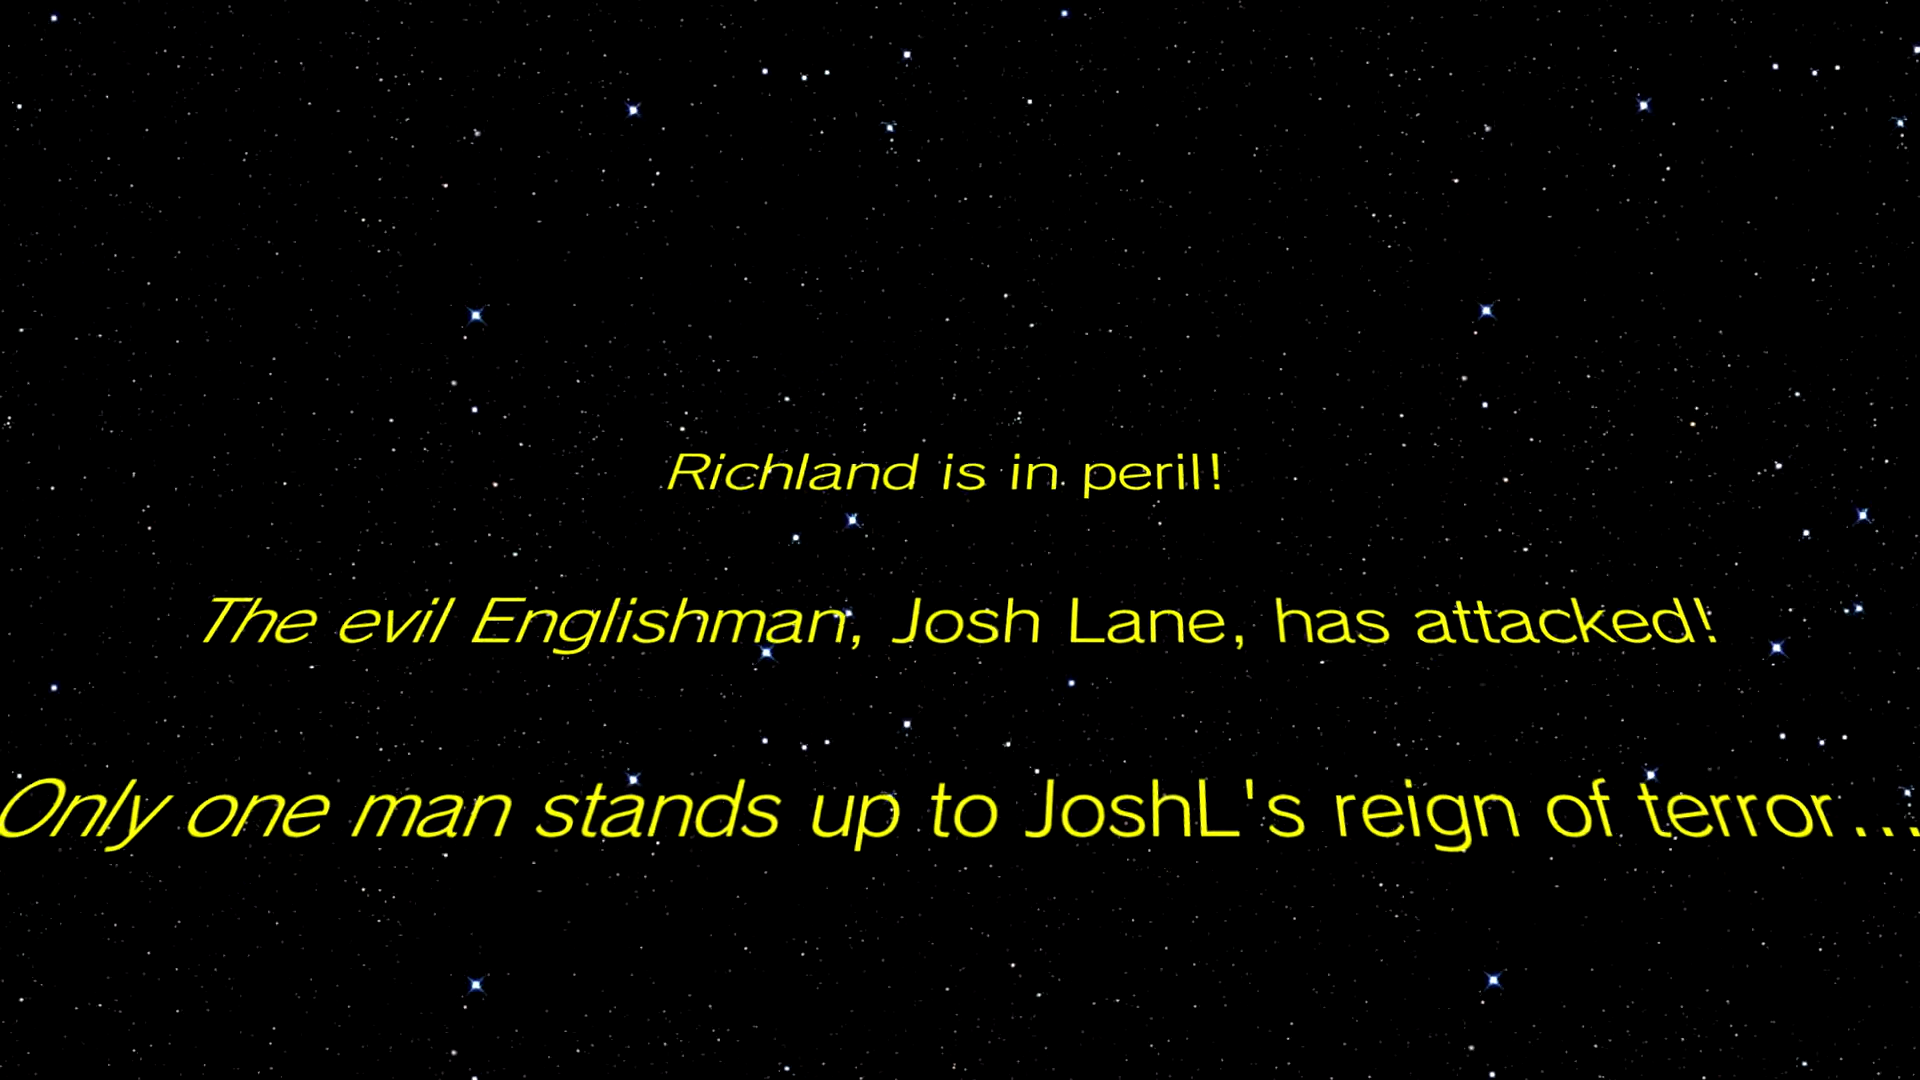 Richland is in peril!
The evil Englishman, Josh Lane, has attacked!
Only one man stands up to JoshL's reign of terror...